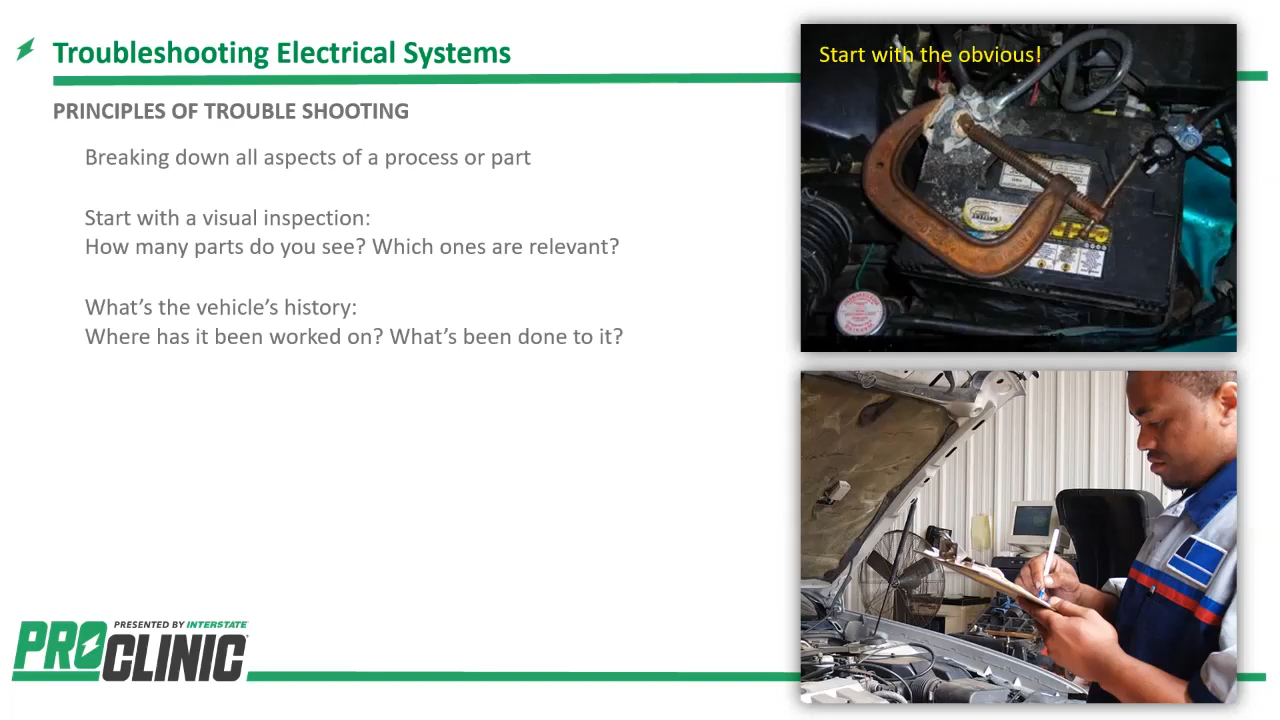 Troubleshooting Electrical Systems
PRINCIPLES OF TROUBLE SHOOTING
Breaking down all aspects of a process or part
Start with a visual inspection:
How many parts do you see? Which ones are relevant?
What's the vehicle's history:
Where has it been worked on? What's been done to it?
Start with the obvious!
PRESENTED BY INTERSTATE
PROCLINIC